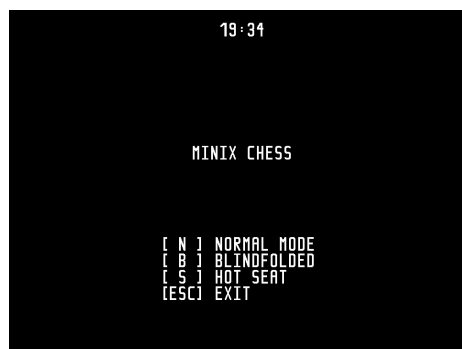 19:34
MINIX CHESS
[ N ] NORMAL MODE
[ B ] BLINDFOLDED
[ S ] HOT SEAT
[ESC] EXIT